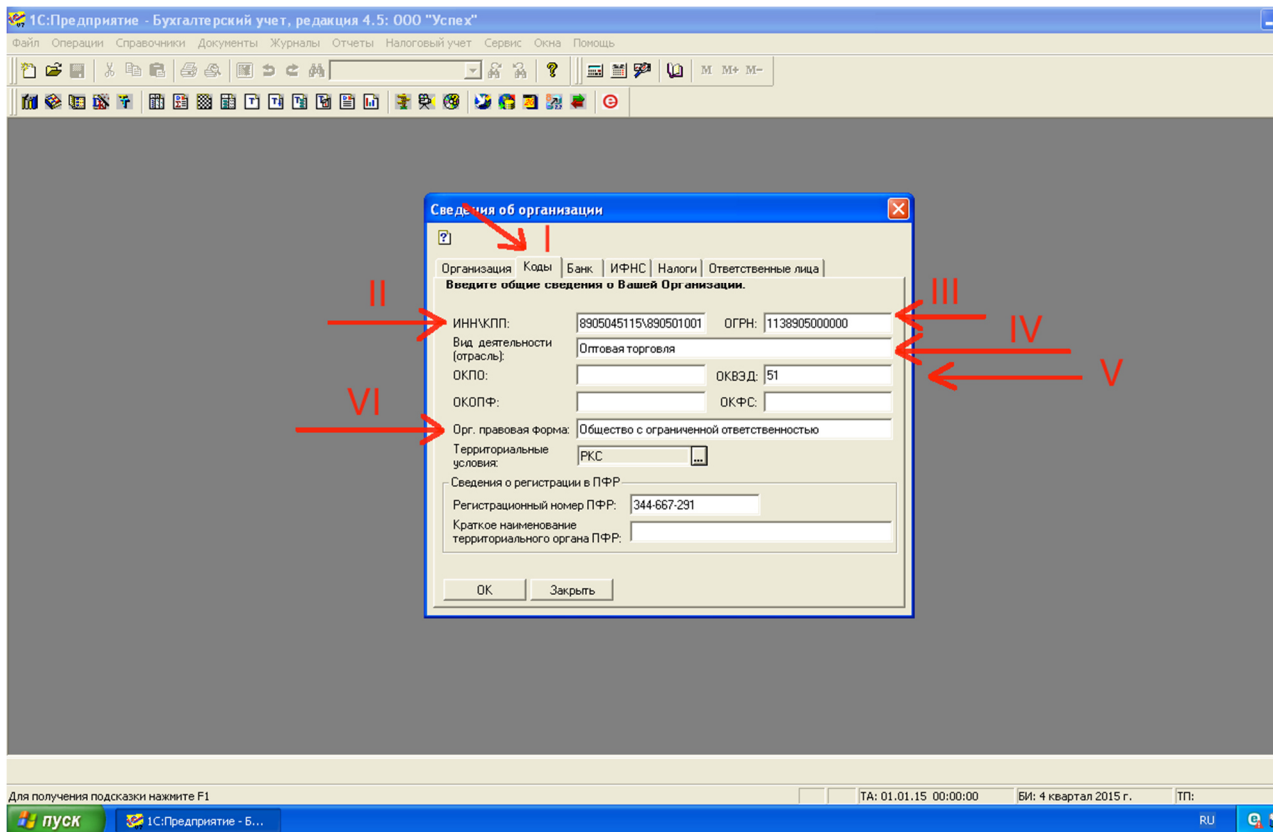 1С:Предприятие - Бухгалтерский учет, редакция 4.5: ООО "Успех"
Файл Операции Справочники Документы Журналы Отчеты Налоговый учет Сервис Окна Помощь
M M+ M-
Сведения об организации
I
Организация Коды Банк ИФНС Налоги Ответственные лица
Введите общие сведения о Вашей Организации.
II
III
ИНН\КПП: 8905045115\890501001 ОГРН: 1138905000000
IV
Вид деятельности
(отрасль): Оптовая торговля
ОКПО: ОКВЭД: 51
V
ОКОПФ: ОКФС:
VI
Орг. правовая форма: Общество с ограниченной ответственностью
Территориальные
условия: РКС ...
Сведения о регистрации в ПФР
Регистрационный номер ПФР: 344-667-291
Краткое наименование
территориального органа ПФР:
OK Закрыть
Для получения подсказки нажмите F1 ТА: 01.01.15 00:00:00 БИ: 4 квартал 2015 г. ТП:
пуск 1С:Предприятие - Б... RU